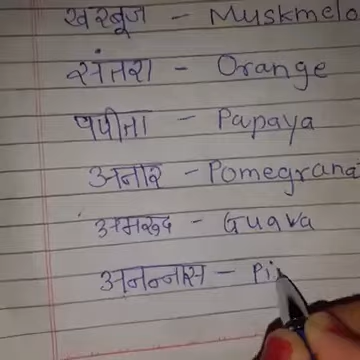 खरबूज - Muskmelo
संतरा - Orange
पपीता - Papaya
अनार - Pomegrana
अमरुद - Guava
अनन्नास - Pi